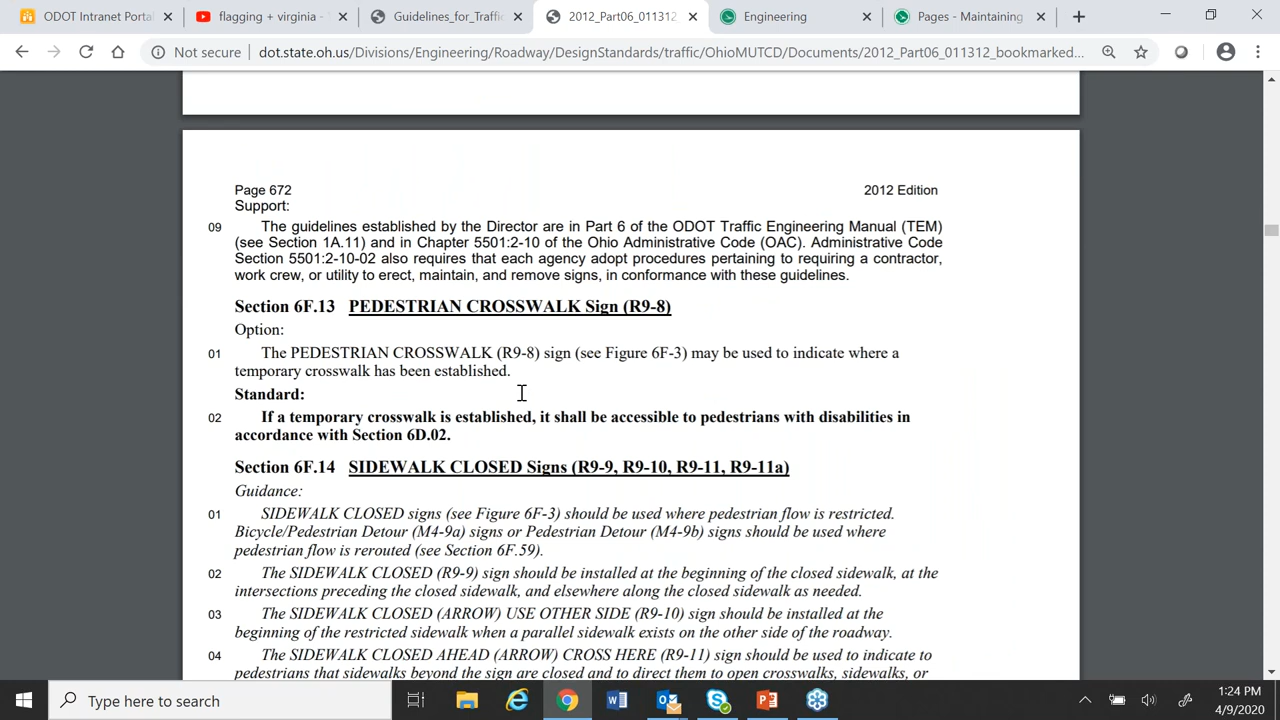 ODOT Intranet Porta
flagging + virginia -
Guidelines_for_Traffi
2012_Part06_011312
Engineering
Pages - Maintaining
Not secure
dot.state.oh.us/Divisions/Engineering/Roadway/DesignStandards/traffic/OhioMUTCD/Documents/2012_Part06_011312_bookmarked...
Page 672
2012 Edition
Support:
09 The guidelines established by the Director are in Part 6 of the ODOT Traffic Engineering Manual (TEM)
(see Section 1A.11) and in Chapter 5501:2-10 of the Ohio Administrative Code (OAC). Administrative Code
Section 5501:2-10-02 also requires that each agency adopt procedures pertaining to requiring a contractor,
work crew, or utility to erect, maintain, and remove signs, in conformance with these guidelines.
Section 6F.13 PEDESTRIAN CROSSWALK Sign (R9-8)
Option:
01 The PEDESTRIAN CROSSWALK (R9-8) sign (see Figure 6F-3) may be used to indicate where a
temporary crosswalk has been established.
Standard:
02 If a temporary crosswalk is established, it shall be accessible to pedestrians with disabilities in
accordance with Section 6D.02.
Section 6F.14 SIDEWALK CLOSED Signs (R9-9, R9-10, R9-11, R9-11a)
Guidance:
01 SIDEWALK CLOSED signs (see Figure 6F-3) should be used where pedestrian flow is restricted.
Bicycle/Pedestrian Detour (M4-9a) signs or Pedestrian Detour (M4-9b) signs should be used where
pedestrian flow is rerouted (see Section 6F.59).
02 The SIDEWALK CLOSED (R9-9) sign should be installed at the beginning of the closed sidewalk, at the
intersections preceding the closed sidewalk, and elsewhere along the closed sidewalk as needed.
03 The SIDEWALK CLOSED (ARROW) USE OTHER SIDE (R9-10) sign should be installed at the
beginning of the restricted sidewalk when a parallel sidewalk exists on the other side of the roadway.
04 The SIDEWALK CLOSED AHEAD (ARROW) CROSS HERE (R9-11) sign should be used to indicate to
pedestrians that sidewalks beyond the sign are closed and to direct them to open crosswalks, sidewalks, or
Type here to search
1:24 PM
4/9/2020